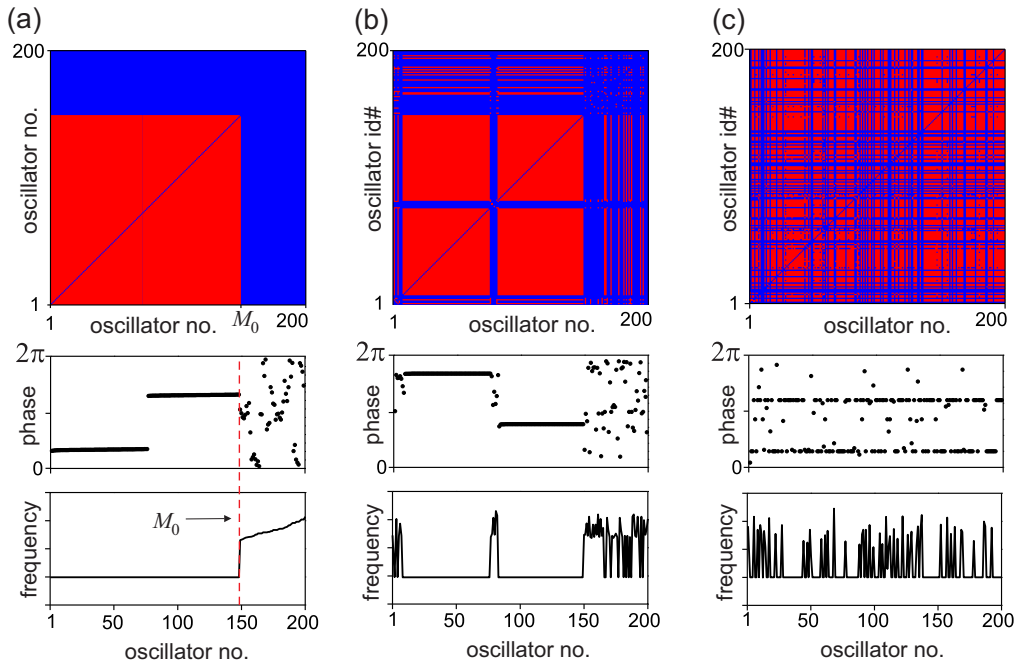 (a)
(b)
(c)
200
oscillator no.
1
1
oscillator no.
M0
200
200
oscillator id#
1
1
oscillator no.
200
200
oscillator id#
1
1
oscillator no.
200
2π
phase
0
2π
phase
0
2π
phase
0
frequency
M0
1 50 100 150 200
oscillator no.
frequency
1 50 100 150 200
oscillator no.
frequency
1 50 100 150 200
oscillator no.